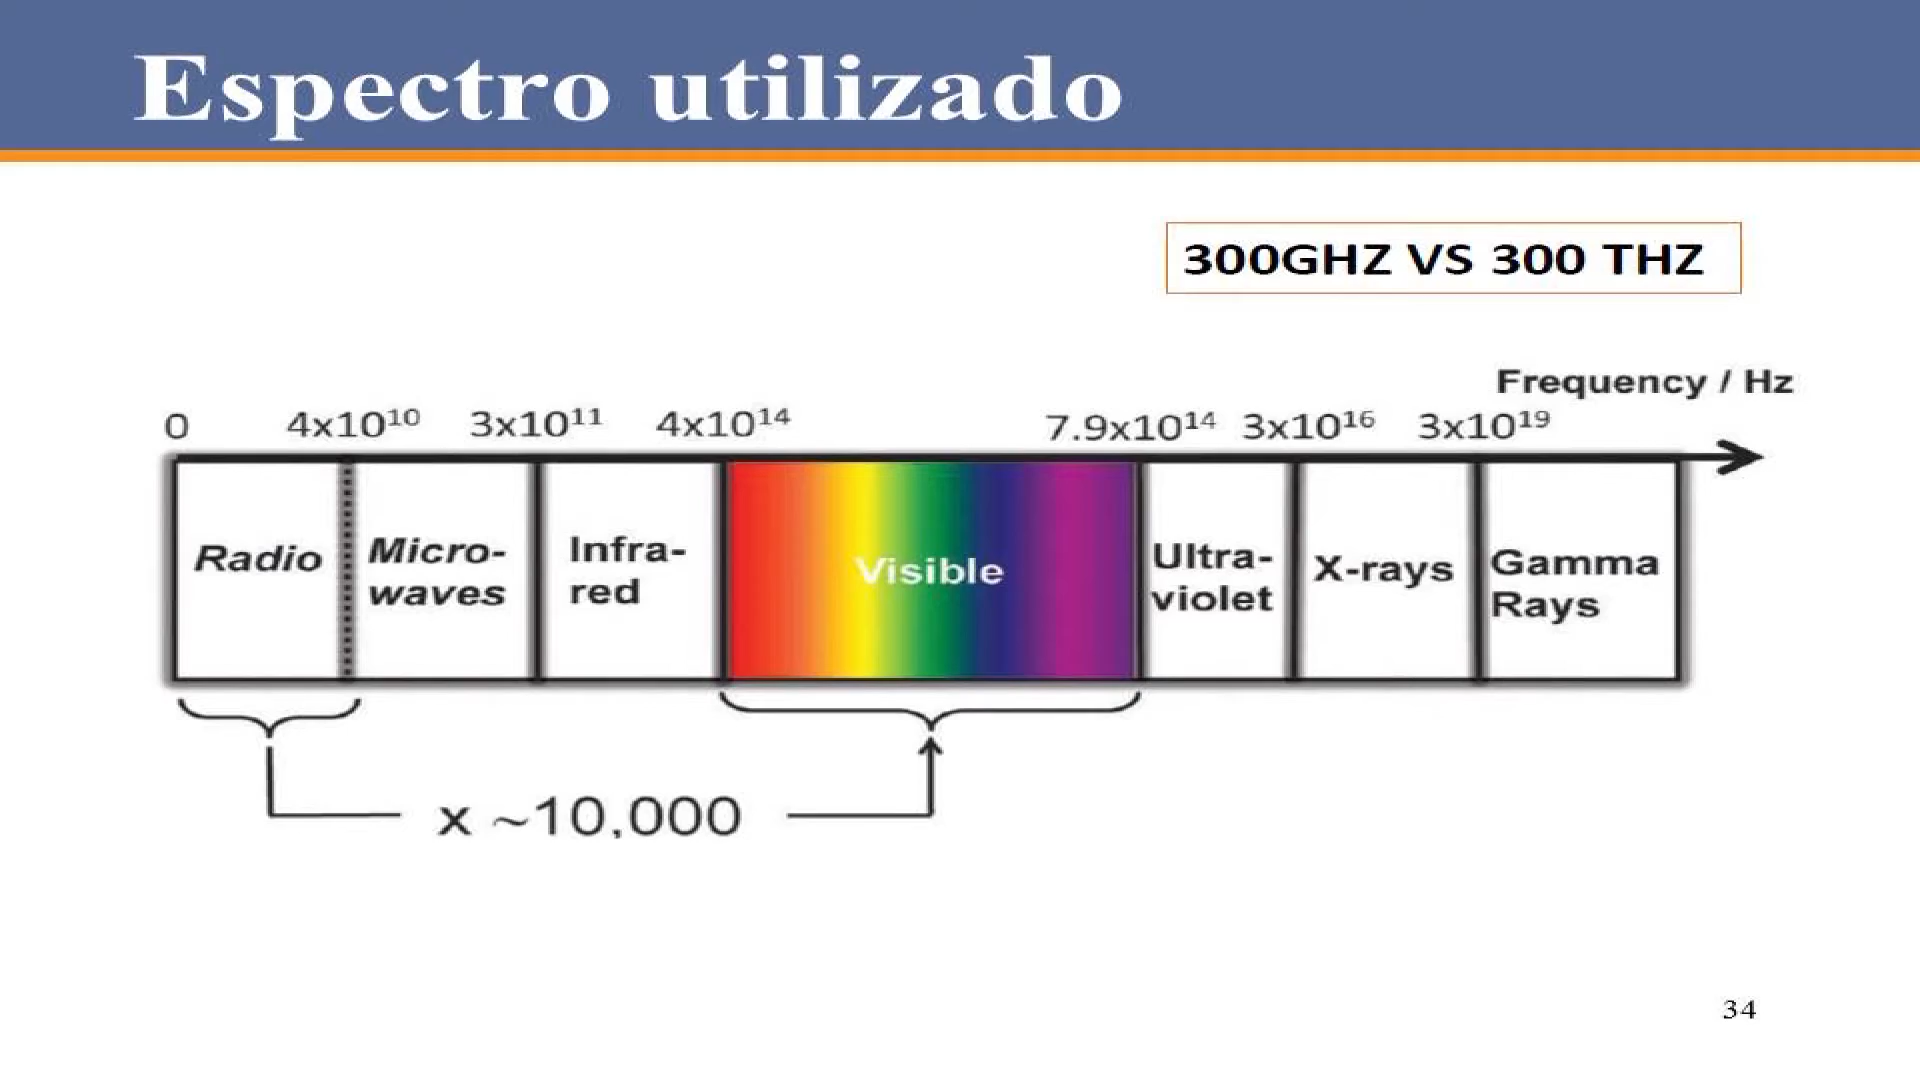 Espectro utilizado
300GHZ VS 300 THZ
Frequency / Hz
0 4x10¹⁰ 3x10¹¹ 4x10¹⁴ 7.9x10¹⁴ 3x10¹⁶ 3x10¹⁹
Radio
Micro-
waves
Infra-
red
Visible
Ultra-
violet
X-rays
Gamma
Rays
x ~10,000
34